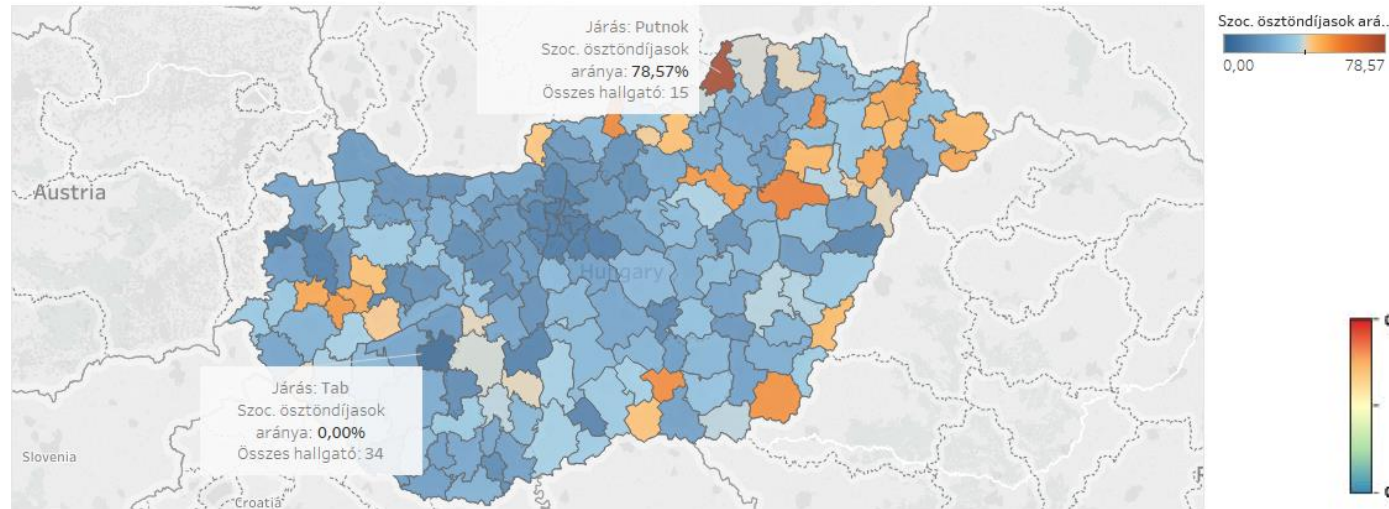 Járás: Putnok
Szoc. ösztöndíjasok
aránya: 78,57%
Összes hallgató: 15
Szoc. ösztöndíjasok ará..
0,00 78,57
Austria
Hungary
Járás: Tab
Szoc. ösztöndíjasok
aránya: 0,00%
Összes hallgató: 34
Slovenia
Croatia